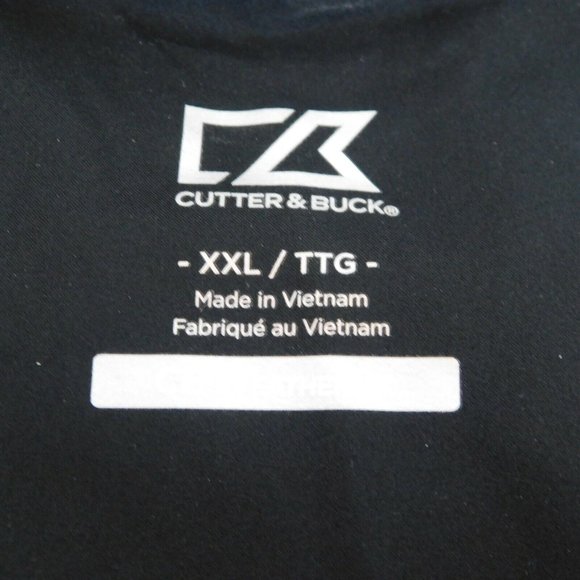 CUTTER & BUCK®
- XXL / TTG -
Made in Vietnam
Fabriqué au Vietnam